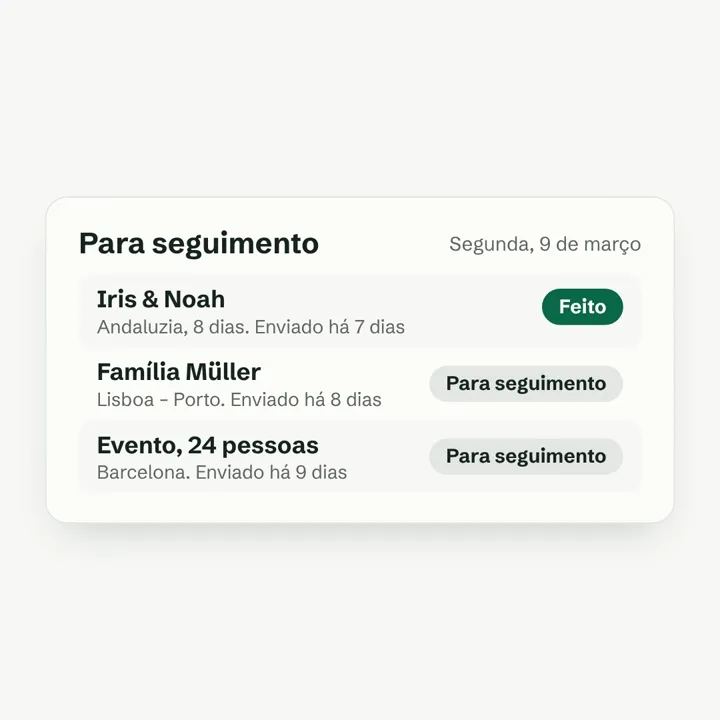 Para seguimento
Segunda, 9 de março
Iris & Noah
Andaluzia, 8 dias. Enviado há 7 dias
Feito
Família Müller
Lisboa – Porto. Enviado há 8 dias
Para seguimento
Evento, 24 pessoas
Barcelona. Enviado há 9 dias
Para seguimento